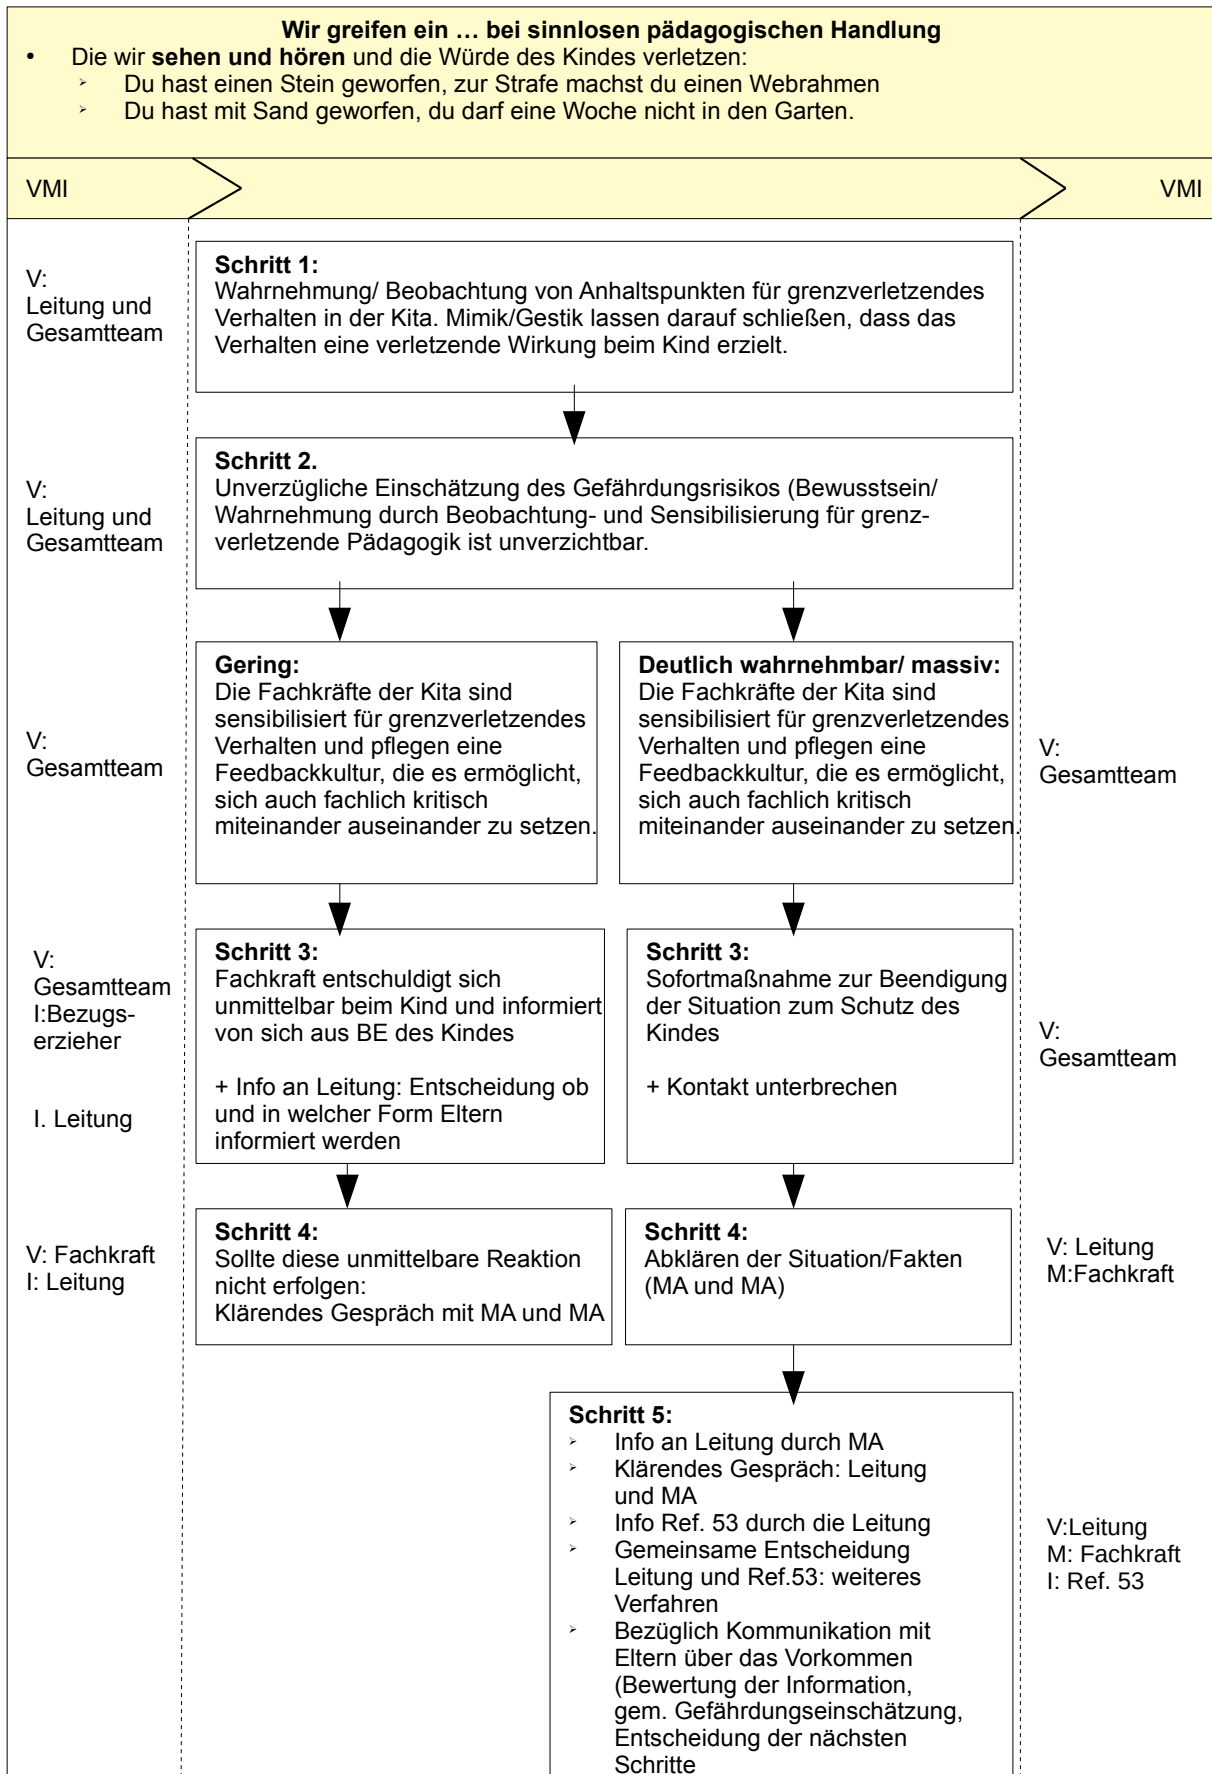 Wir greifen ein … bei sinnlosen pädagogischen Handlung
• Die wir sehen und hören und die Würde des Kindes verletzen:
➢ Du hast einen Stein geworfen, zur Strafe machst du einen Webrahmen
➢ Du hast mit Sand geworfen, du darf eine Woche nicht in den Garten.
VMI
VMI
V:
Leitung und
Gesamtteam
Schritt 1:
Wahrnehmung/ Beobachtung von Anhaltspunkten für grenzverletzendes
Verhalten in der Kita. Mimik/Gestik lassen darauf schließen, dass das
Verhalten eine verletzende Wirkung beim Kind erzielt.
V:
Leitung und
Gesamtteam
Schritt 2.
Unverzügliche Einschätzung des Gefährdungsrisikos (Bewusstsein/
Wahrnehmung durch Beobachtung- und Sensibilisierung für grenz-
verletzende Pädagogik ist unverzichtbar.
V:
Gesamtteam
Gering:
Die Fachkräfte der Kita sind
sensibilisiert für grenzverletzendes
Verhalten und pflegen eine
Feedbackkultur, die es ermöglicht,
sich auch fachlich kritisch
miteinander auseinander zu setzen.
Deutlich wahrnehmbar/ massiv:
Die Fachkräfte der Kita sind
sensibilisiert für grenzverletzendes
Verhalten und pflegen eine
Feedbackkultur, die es ermöglicht,
sich auch fachlich kritisch
miteinander auseinander zu setzen.
V:
Gesamtteam
V:
Gesamtteam
I:Bezugs-
erzieher
I. Leitung
Schritt 3:
Fachkraft entschuldigt sich
unmittelbar beim Kind und informiert
von sich aus BE des Kindes
+ Info an Leitung: Entscheidung ob
und in welcher Form Eltern
informiert werden
Schritt 3:
Sofortmaßnahme zur Beendigung
der Situation zum Schutz des
Kindes
+ Kontakt unterbrechen
V:
Gesamtteam
V: Fachkraft
I: Leitung
Schritt 4:
Sollte diese unmittelbare Reaktion
nicht erfolgen:
Klärendes Gespräch mit MA und MA
Schritt 4:
Abklären der Situation/Fakten
(MA und MA)
V: Leitung
M:Fachkraft
Schritt 5:
➢ Info an Leitung durch MA
➢ Klärendes Gespräch: Leitung
und MA
➢ Info Ref. 53 durch die Leitung
➢ Gemeinsame Entscheidung
Leitung und Ref.53: weiteres
Verfahren
➢ Bezüglich Kommunikation mit
Eltern über das Vorkommen
(Bewertung der Information,
gem. Gefährdungseinschätzung,
Entscheidung der nächsten
Schritte
V:Leitung
M: Fachkraft
I: Ref. 53